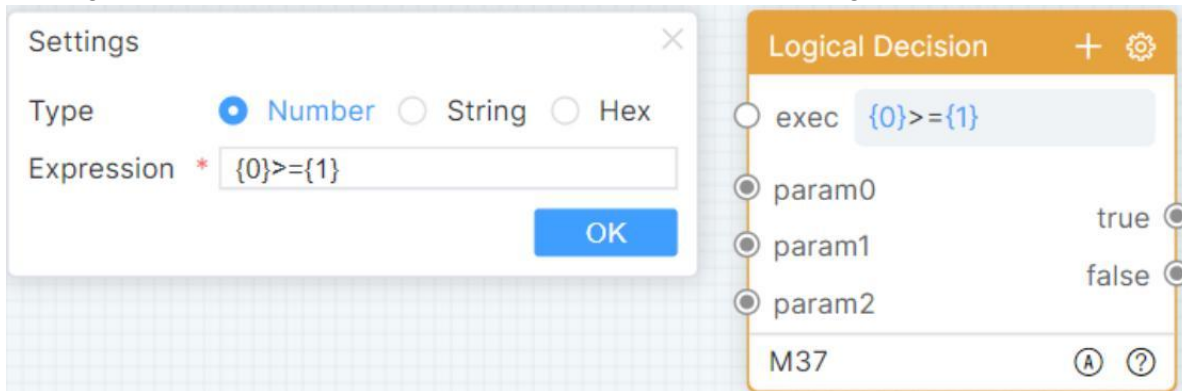 Settings
Type Number String Hex
Expression * {0}>={1}
OK
Logical Decision
exec {0}>={1}
param0
true
param1
false
param2
M37 A ?